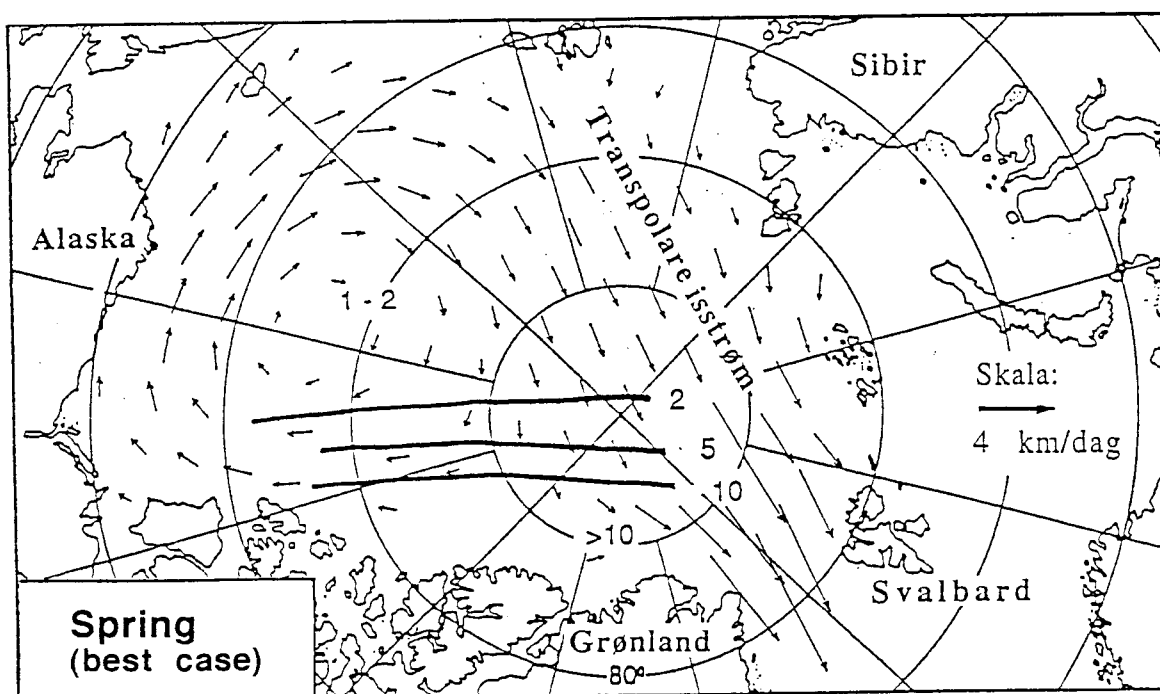 Sibir
Transpolare isstrøm
Alaska
1 - 2
2
Skala:
4 km/dag
5
10
>10
Svalbard
Grønland
80°
Spring
(best case)